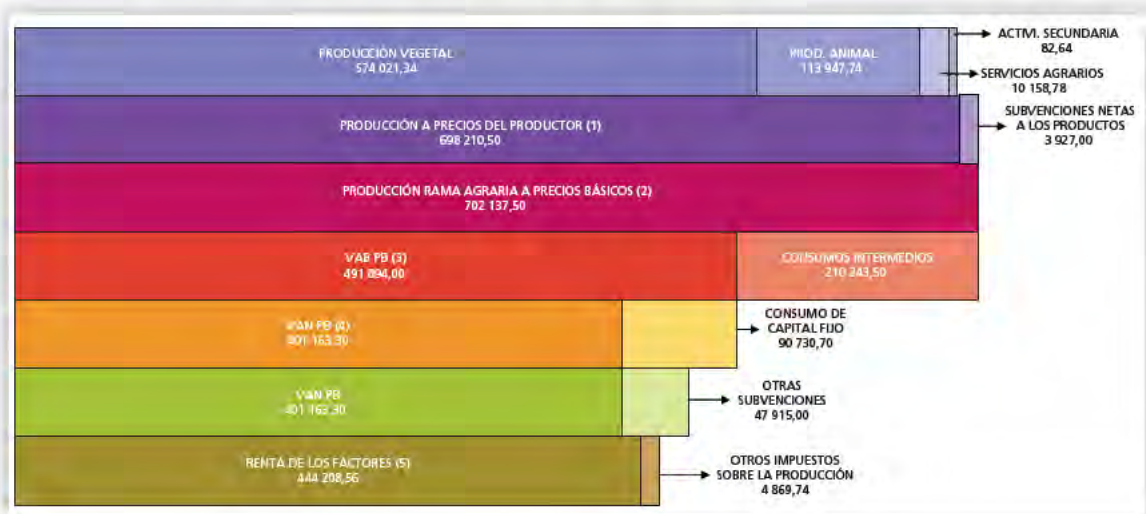 PRODUCCIÓN VEGETAL
574 021,34
PROD. ANIMAL
113 947,74
ACTIVI. SECUNDARIA
82,64
SERVICIOS AGRARIOS
10 158,78
PRODUCCIÓN A PRECIOS DEL PRODUCTOR (1)
698 210,50
SUBVENCIONES NETAS
A LOS PRODUCTOS
3 927,00
PRODUCCIÓN RAMA AGRARIA A PRECIOS BÁSICOS (2)
702 137,50
VAB PB (3)
491 894,00
CONSUMOS INTERMEDIOS
210 243,50
VAN PB (4)
401 163,30
CONSUMO DE
CAPITAL FIJO
90 730,70
VAN PB
401 163,30
OTRAS
SUBVENCIONES
47 915,00
RENTA DE LOS FACTORES (5)
444 208,56
OTROS IMPUESTOS
SOBRE LA PRODUCCIÓN
4 869,74